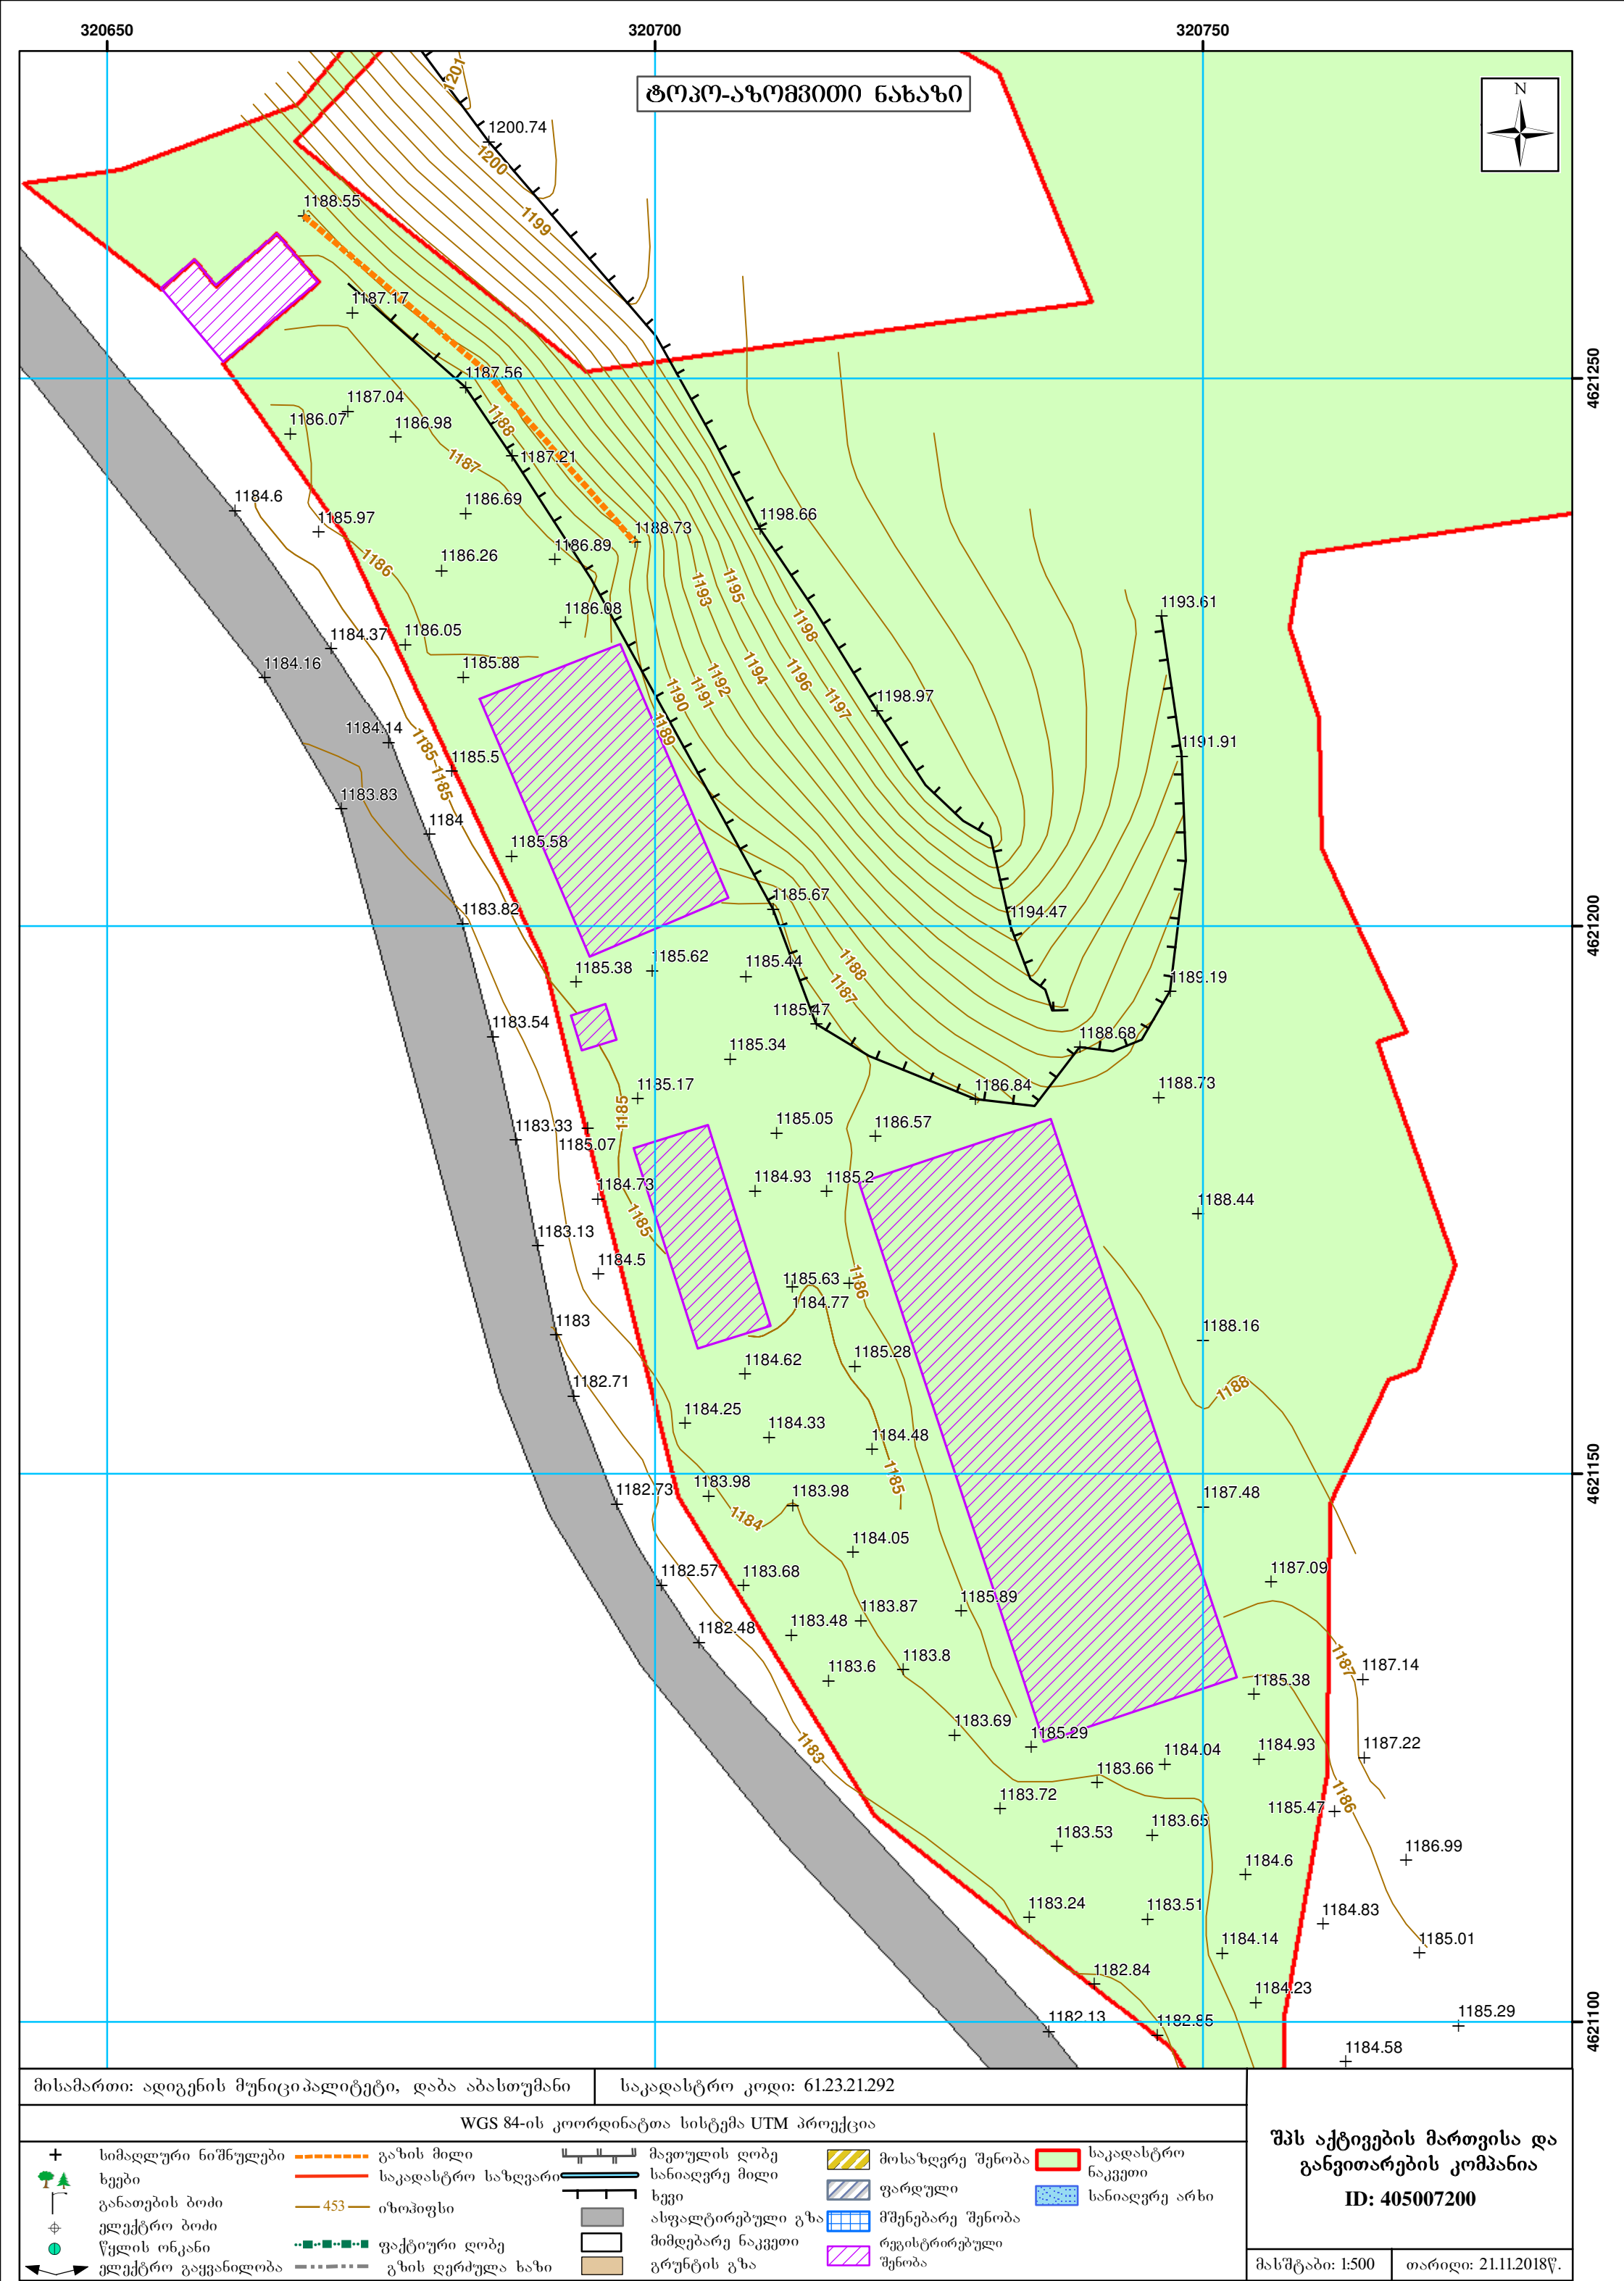 320650 320700 320750
ტოპო-აზომვითი ნახაზი
N
1201
1200.74
1200
1199
1188.55
1187.17
4621250
1187.56
1187.04
1188
1186.07 1186.98
1187 1187.21
1184.6 1186.69
1185.97 1188.73 1198.66
1186 1186.26 1186.89
1193 1195
1186.08 1193.61
1184.37 1186.05 1198
1184.16 1185.88 1194 1196
1190 1191 1192
1197 1198.97
1184.14 1185 1189 1191.91
1185.5
1185
1183.83
1184
1185.58
1185.67
1183.82 1194.47
4621200
1185.38 1185.62 1185.44 1188
1187 1189.19
1185.47
1183.54 1188.68
1185.34
1185.17 1186.84 1188.73
1185
1183.33 1185.05 1186.57
1185.07
1184.73 1184.93 1185.2
1185 1188.44
1183.13
1184.5
1185.63 1186
1184.77
1183 1188.16
1184.62 1185.28
1182.71 1188
1184.25 1184.33 1184.48
1185
4621150
1182.73 1183.98 1183.98 1187.48
1184
1184.05
1182.57 1183.68 1187.09
1183.87 1185.89
1182.48 1183.48
1183.6 1183.8 1187 1187.14
1185.38
1183.69 1185.29
1183 1184.04 1184.93 1187.22
1183.66
1183.72 1186
1185.47
1183.53 1183.65
1184.6 1186.99
1183.24 1183.51 1184.83
1184.14 1185.01
1182.84
1184.23
1182.13 1182.85 1185.29
4621100
1184.58
მისამართი: ადიგენის მუნიციპალიტეტი, დაბა აბასთუმანი
საკადასტრო კოდი: 61.23.21.292
WGS 84-ის კოორდინატთა სისტემა UTM პროექცია
სიმაღლური ნიშნულები
ხეები
განათების ბოძი
ელექტრო ბოძი
წყლის ონკანი
ელექტრო გაყვანილობა
გაზის მილი
საკადასტრო საზღვარი
453 იზოჰიფსი
ფაქტიური ღობე
გზის ღერძულა ხაზი
მავთულის ღობე
სანიაღვრე მილი
ხევი
ასფალტირებული გზა
მიმდებარე ნაკვეთი
გრუნტის გზა
მოსაზღვრე შენობა
ფარდული
მშენებარე შენობა
რეგისტრირებული
შენობა
საკადასტრო
ნაკვეთი
სანიაღვრე არხი
შპს აქტივების მართვისა და
განვითარების კომპანია
ID: 405007200
მასშტაბი: 1:500
თარიღი: 21.11.2018წ.